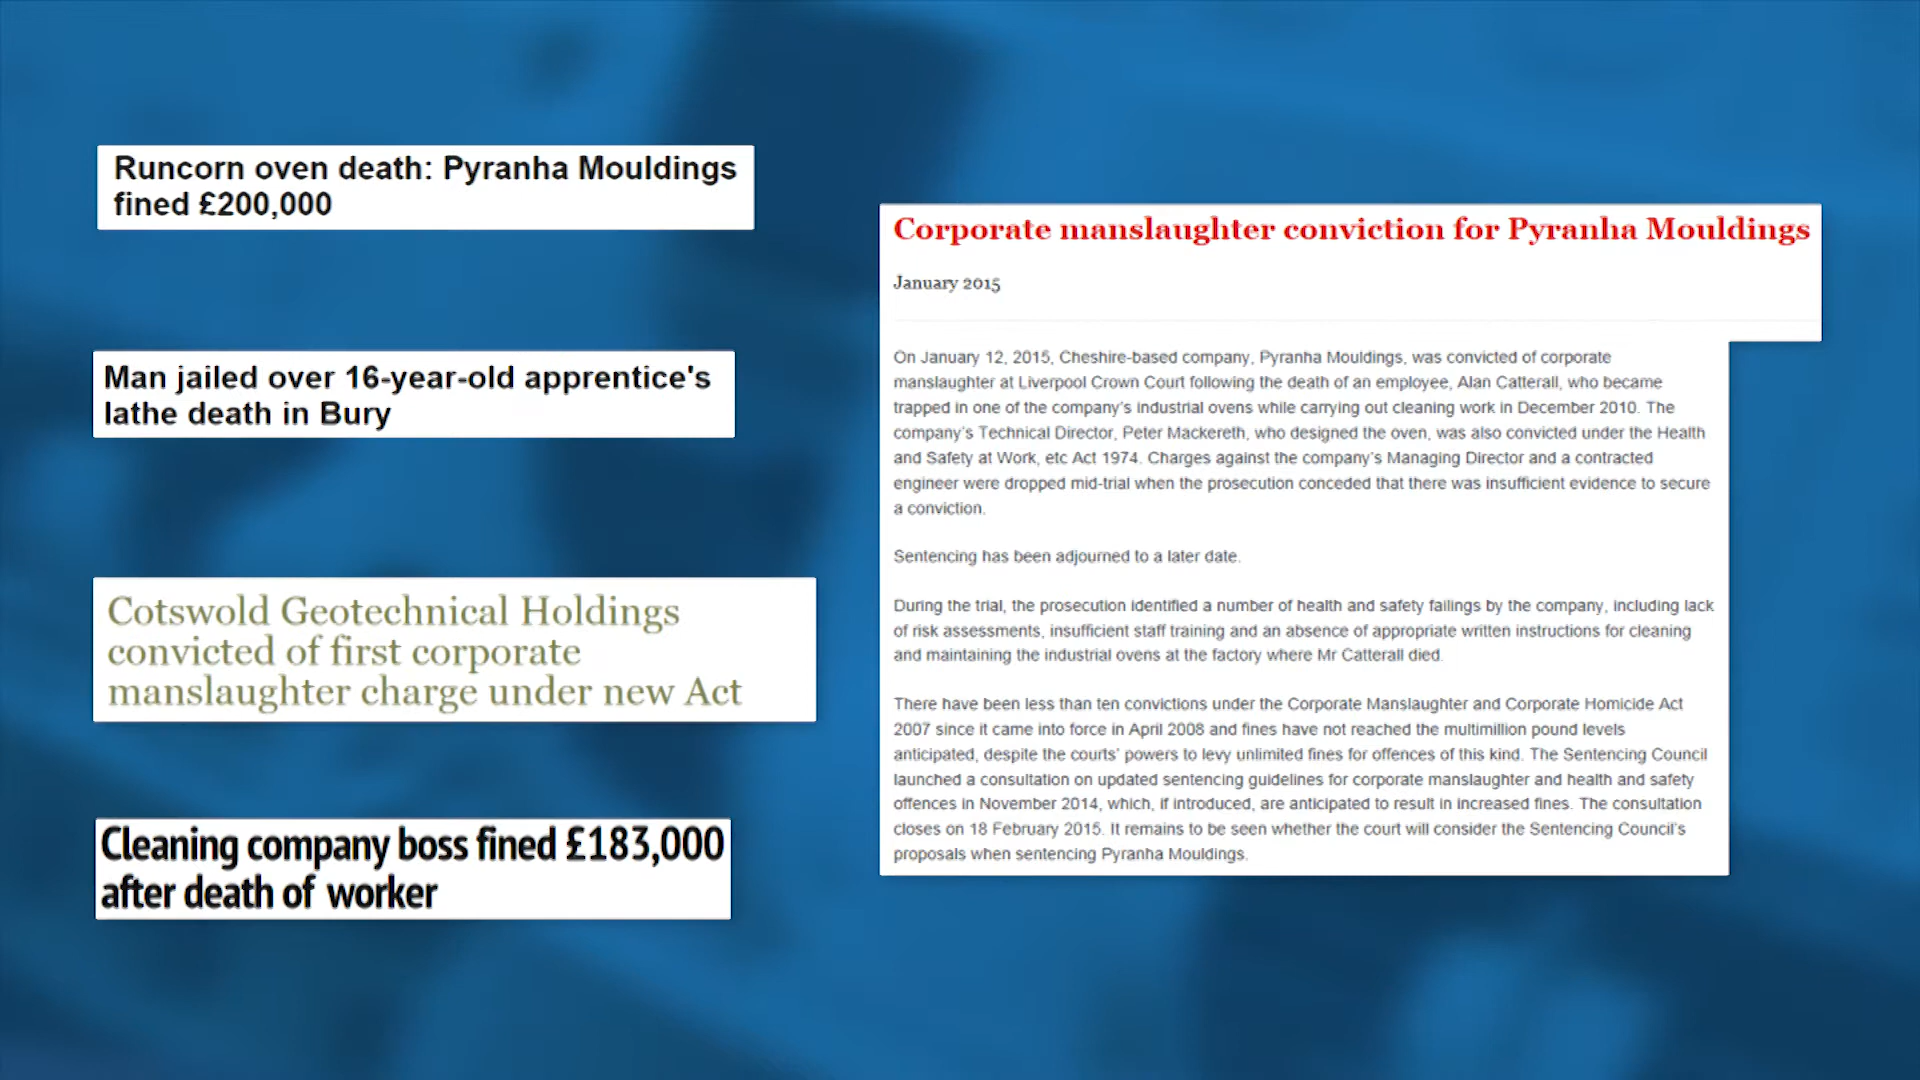 Runcorn oven death: Pyranha Mouldings
fined £200,000
Man jailed over 16-year-old apprentice's
lathe death in Bury
Cotswold Geotechnical Holdings
convicted of first corporate
manslaughter charge under new Act
Cleaning company boss fined £183,000
after death of worker
Corporate manslaughter conviction for Pyranha Mouldings
January 2015
On January 12, 2015, Cheshire-based company, Pyranha Mouldings, was convicted of corporate
manslaughter at Liverpool Crown Court following the death of an employee, Alan Catterall, who became
trapped in one of the company's industrial ovens while carrying out cleaning work in December 2010. The
company's Technical Director, Peter Mackereth, who designed the oven, was also convicted under the Health
and Safety at Work, etc Act 1974. Charges against the company's Managing Director and a contracted
engineer were dropped mid-trial when the prosecution conceded that there was insufficient evidence to secure
a conviction.
Sentencing has been adjourned to a later date.
During the trial, the prosecution identified a number of health and safety failings by the company, including lack
of risk assessments, insufficient staff training and an absence of appropriate written instructions for cleaning
and maintaining the industrial ovens at the factory where Mr Catterall died.
There have been less than ten convictions under the Corporate Manslaughter and Corporate Homicide Act
2007 since it came into force in April 2008 and fines have not reached the multimillion pound levels
anticipated, despite the courts' powers to levy unlimited fines for offences of this kind. The Sentencing Council
launched a consultation on updated sentencing guidelines for corporate manslaughter and health and safety
offences in November 2014, which, if introduced, are anticipated to result in increased fines. The consultation
closes on 18 February 2015. It remains to be seen whether the court will consider the Sentencing Council's
proposals when sentencing Pyranha Mouldings.